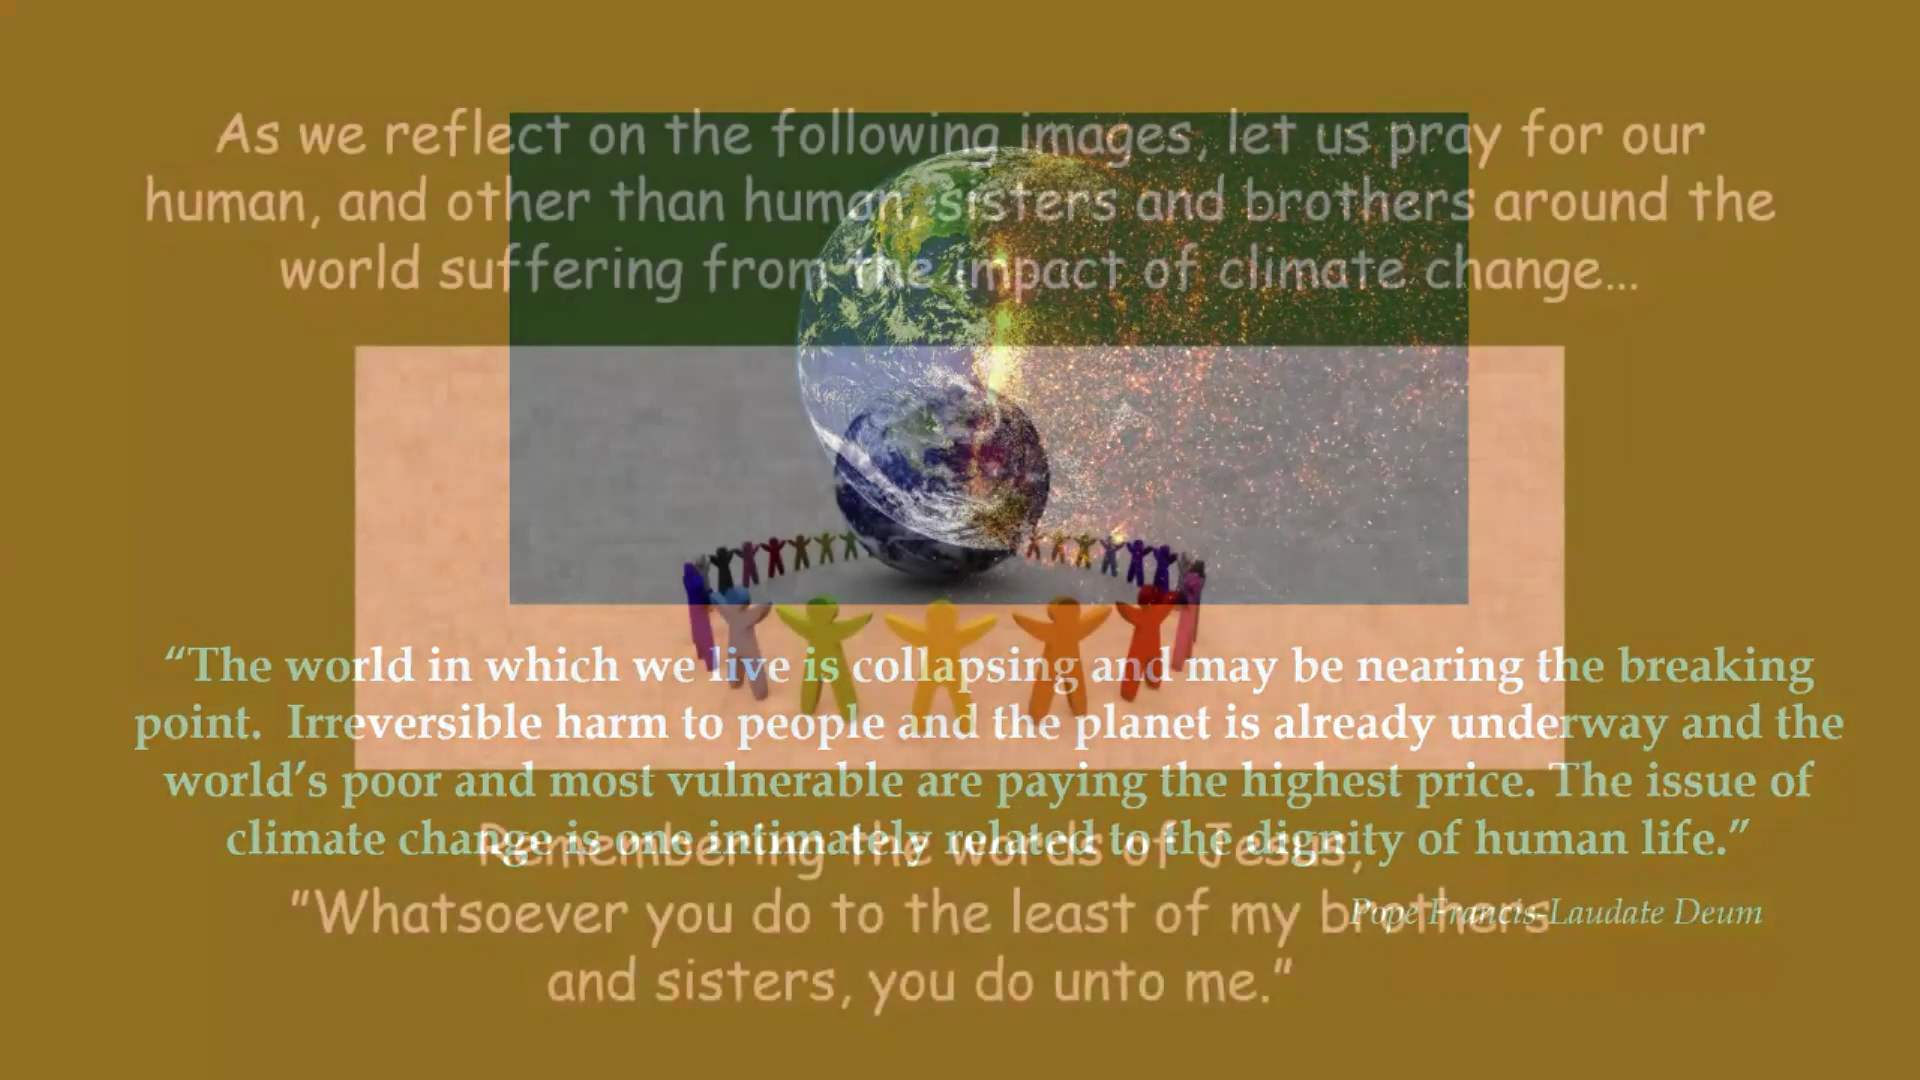 As we reflect on the following images, let us pray for our
human, and other than human sisters and brothers around the
world suffering from the impact of climate change...
“The world in which we live is collapsing and may be nearing the breaking
point.  Irreversible harm to people and the planet is already underway and the
world’s poor and most vulnerable are paying the highest price. The issue of
climate change is one intimately related to the dignity of human life.”
Pope Francis-Laudate Deum
Remembering the words of Jesus,
"Whatsoever you do to the least of my brothers
and sisters, you do unto me."